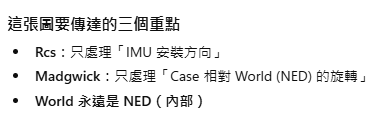 這張圖要傳達的三個重點
• Rcs：只處理「IMU 安裝方向」
• Madgwick：只處理「Case 相對 World (NED) 的旋轉」
• World 永遠是 NED（內部）